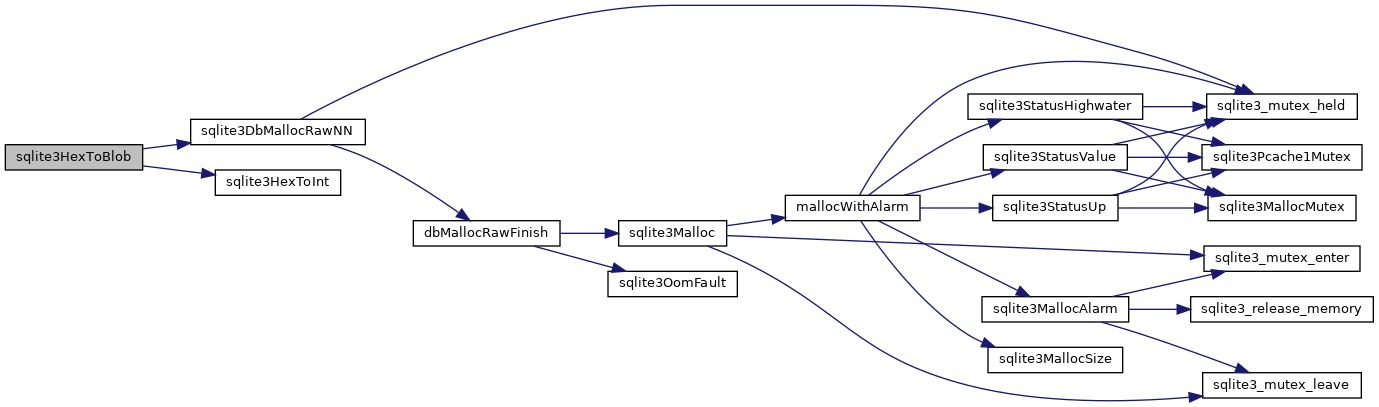 sqlite3HexToBlob
sqlite3DbMallocRawNN
sqlite3HexToInt
dbMallocRawFinish
sqlite3Malloc
sqlite3OomFault
mallocWithAlarm
sqlite3StatusHighwater
sqlite3StatusValue
sqlite3StatusUp
sqlite3MallocAlarm
sqlite3MallocSize
sqlite3_mutex_held
sqlite3Pcache1Mutex
sqlite3MallocMutex
sqlite3_mutex_enter
sqlite3_release_memory
sqlite3_mutex_leave